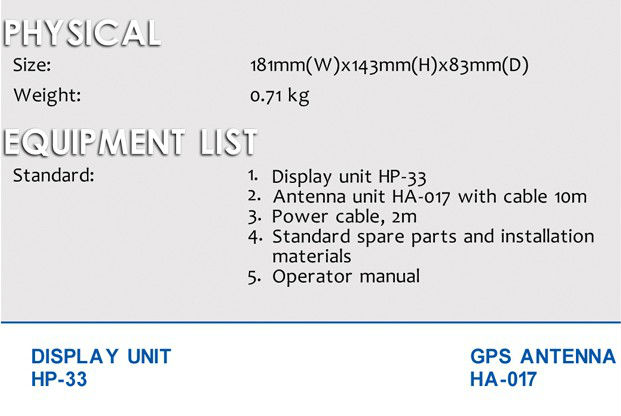 PHYSICAL
Size: 181mm(W)x143mm(H)x83mm(D)
Weight: 0.71 kg
EQUIPMENT LIST
Standard: 1. Display unit HP-33
2. Antenna unit HA-017 with cable 10m
3. Power cable, 2m
4. Standard spare parts and installation
materials
5. Operator manual
DISPLAY UNIT GPS ANTENNA
HP-33 HA-017